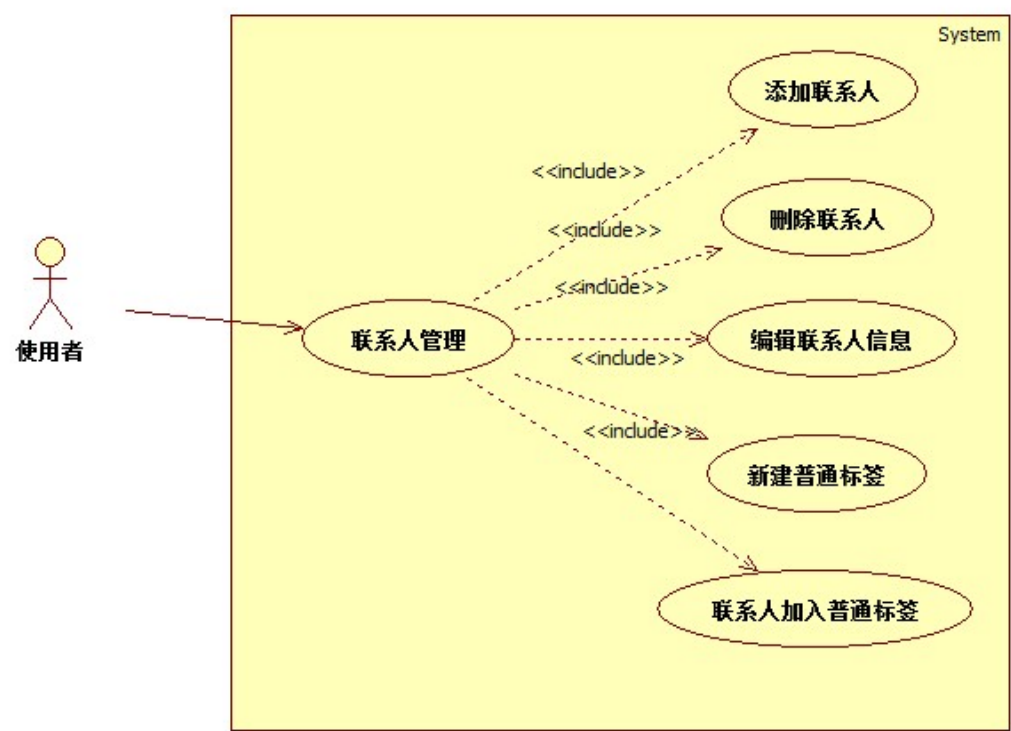 System
添加联系人
<<include>>
删除联系人
<<include>>
<<include>>
使用者
联系人管理
编辑联系人信息
<<include>>
<<include>>
新建普通标签
联系人加入普通标签